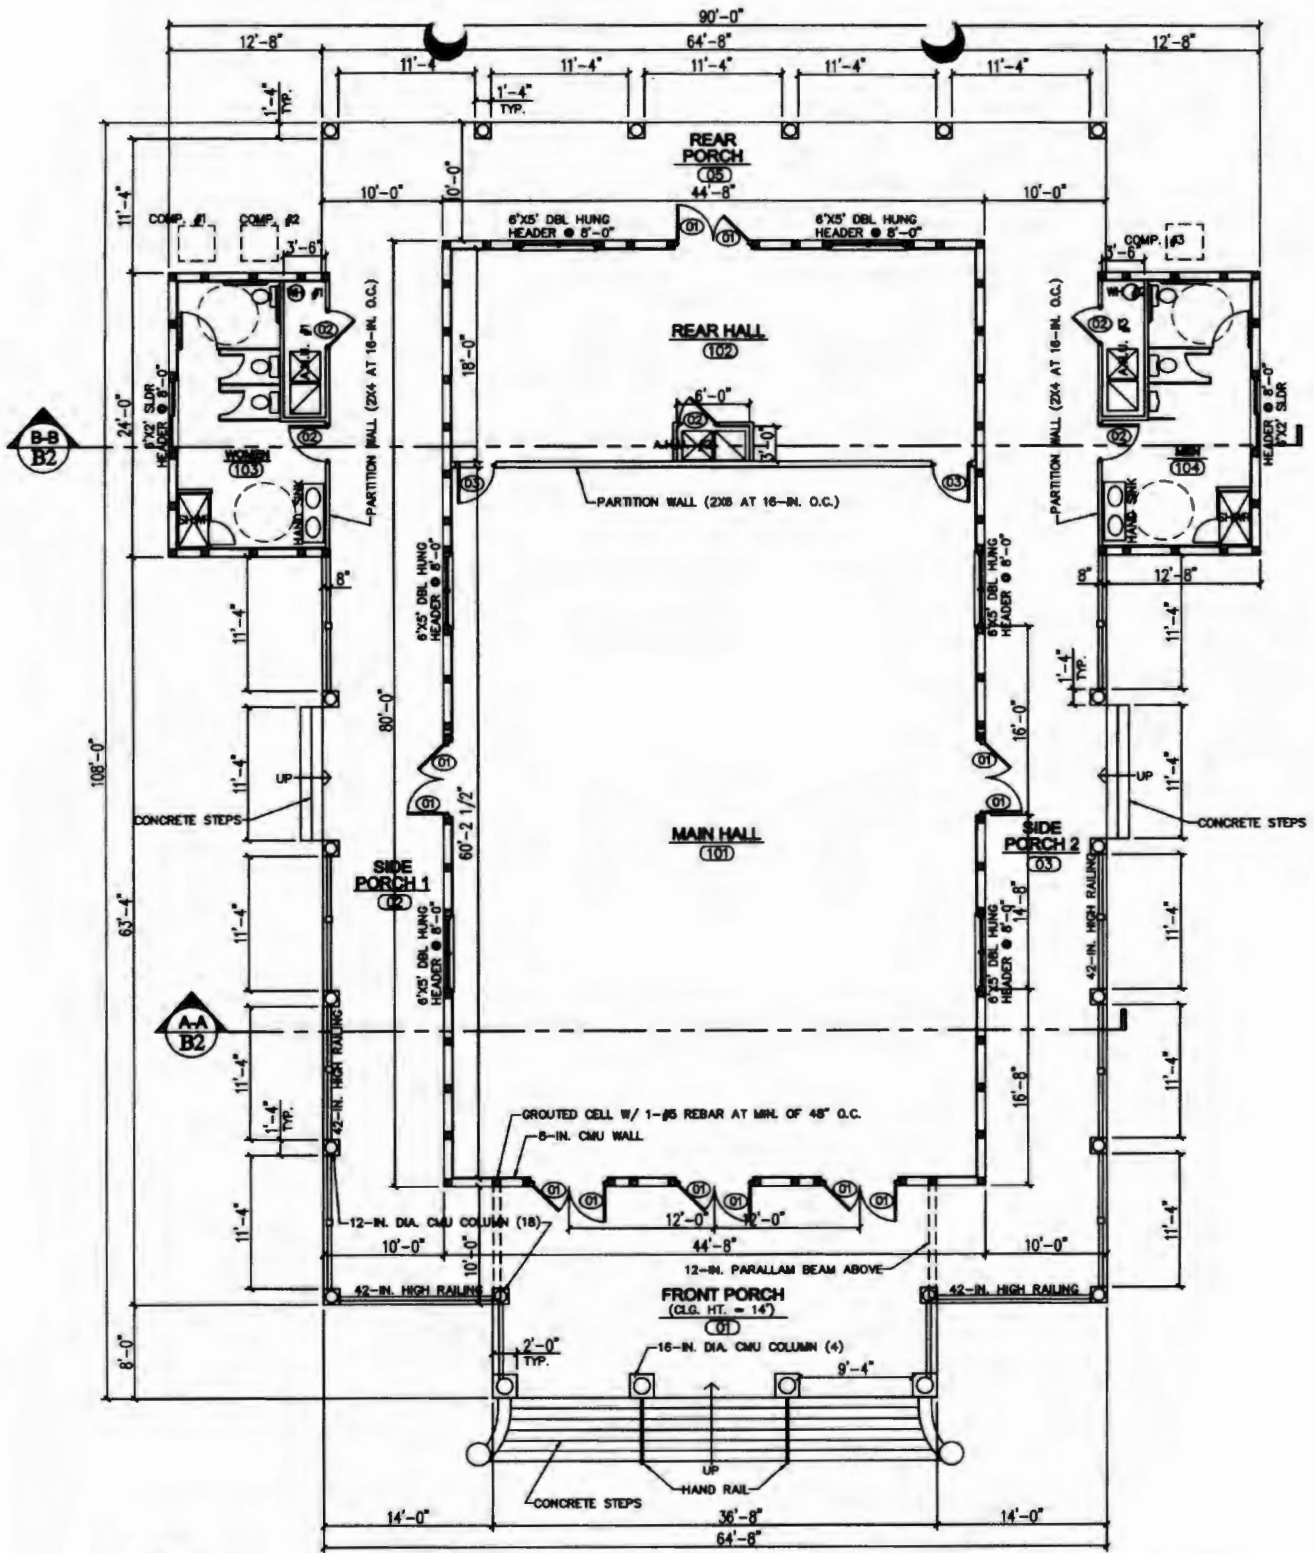 90'-0"
12'-8"
64'-8"
12'-8"
11'-4
11'-4"
11'-4"
11'-4"
11'-4"
1'-4"
TYP.
1'-4"
TYP.
REAR
PORCH
05
10'-0"
10'-0"
44'-8"
10'-0"
11'-4"
COMP. #1
COMP. #2
6'X5' DBL HUNG
HEADER @ 8'-0"
01
01
6'X5' DBL HUNG
HEADER @ 8'-0"
COMP. #3
3'-6"
3'-6"
WH #1
02
PARTITION WALL (2X4 AT 16-IN. O.C.)
REAR HALL
102
18'-0"
PARTITION WALL (2X4 AT 16-IN. O.C.)
02
6'-0"
02
3'-0"
24'-0"
6'X2' SLDR
HEADER @ 8'-0"
HEADER @ 8'-0"
6'X2' SLDR
B-B
B2
02
WOMEN
103
02
MEN
104
HAND SINK
HAND SINK
03
03
PARTITION WALL (2X6 AT 16-IN. O.C.)
8"
6'X5' DBL HUNG
HEADER @ 8'-0"
6'X5' DBL HUNG
HEADER @ 8'-0"
8"
12'-8"
11'-4"
11'-4"
1'-4"
TYP.
80'-0"
16'-0"
108'-0"
11'-4"
UP
01
01
01
01
UP
11'-4"
CONCRETE STEPS
CONCRETE STEPS
60'-2 1/2"
MAIN HALL
101
SIDE
PORCH 1
02
SIDE
PORCH 2
03
63'-4"
11'-4"
6'X5' DBL HUNG
HEADER @ 8'-0"
6'X5' DBL HUNG
HEADER @ 8'-0"
14'-8"
42-IN. HIGH RAILING
11'-4"
A-A
B2
11'-4"
42-IN. HIGH RAILING
16'-8"
11'-4"
1'-4"
TYP.
GROUTED CELL W/ 1-#5 REBAR AT MIN. OF 48" O.C.
8-IN. CMU WALL
01
01
01
01
01
01
11'-4"
12-IN. DIA. CMU COLUMN (18)
12'-0"
12'-0"
11'-4"
10'-0"
10'-0"
44'-8"
10'-0"
12-IN. PARALLAM BEAM ABOVE
42-IN. HIGH RAILING
FRONT PORCH
(CLG. HT. = 14')
01
42-IN. HIGH RAILING
8'-0"
2'-0"
TYP.
16-IN. DIA. CMU COLUMN (4)
9'-4"
UP
HAND RAIL
CONCRETE STEPS
14'-0"
36'-8"
14'-0"
64'-8"